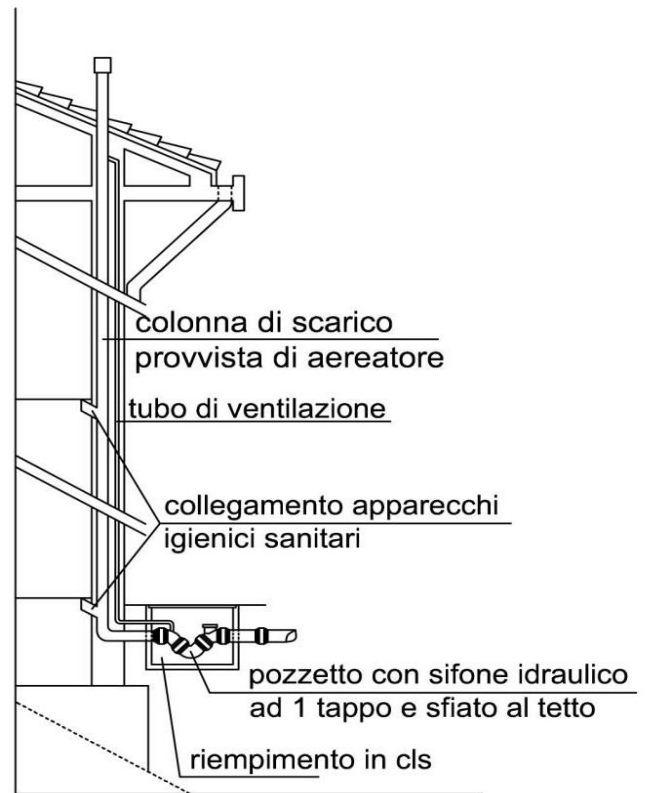 colonna di scarico
provvista di aereatore
tubo di ventilazione
collegamento apparecchi
igienici sanitari
pozzetto con sifone idraulico
ad 1 tappo e sfiato al tetto
riempimento in cls